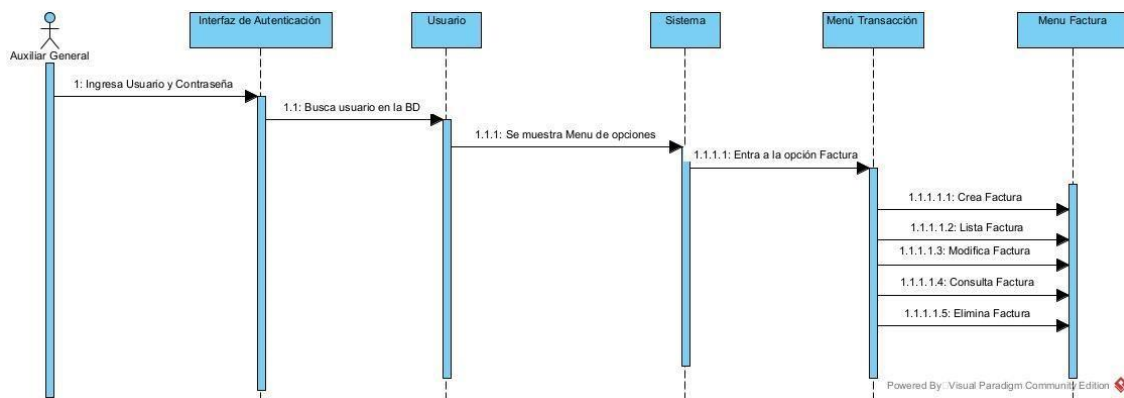 Interfaz de Autenticación
Usuario
Sistema
Menú Transacción
Menu Factura
Auxiliar General
1: Ingresa Usuario y Contraseña
1.1: Busca usuario en la BD
1.1.1: Se muestra Menu de opciones
1.1.1.1: Entra a la opción Factura
1.1.1.1.1: Crea Factura
1.1.1.1.2: Lista Factura
1.1.1.1.3: Modifica Factura
1.1.1.1.4: Consulta Factura
1.1.1.1.5: Elimina Factura
Powered By Visual Paradigm Community Edition